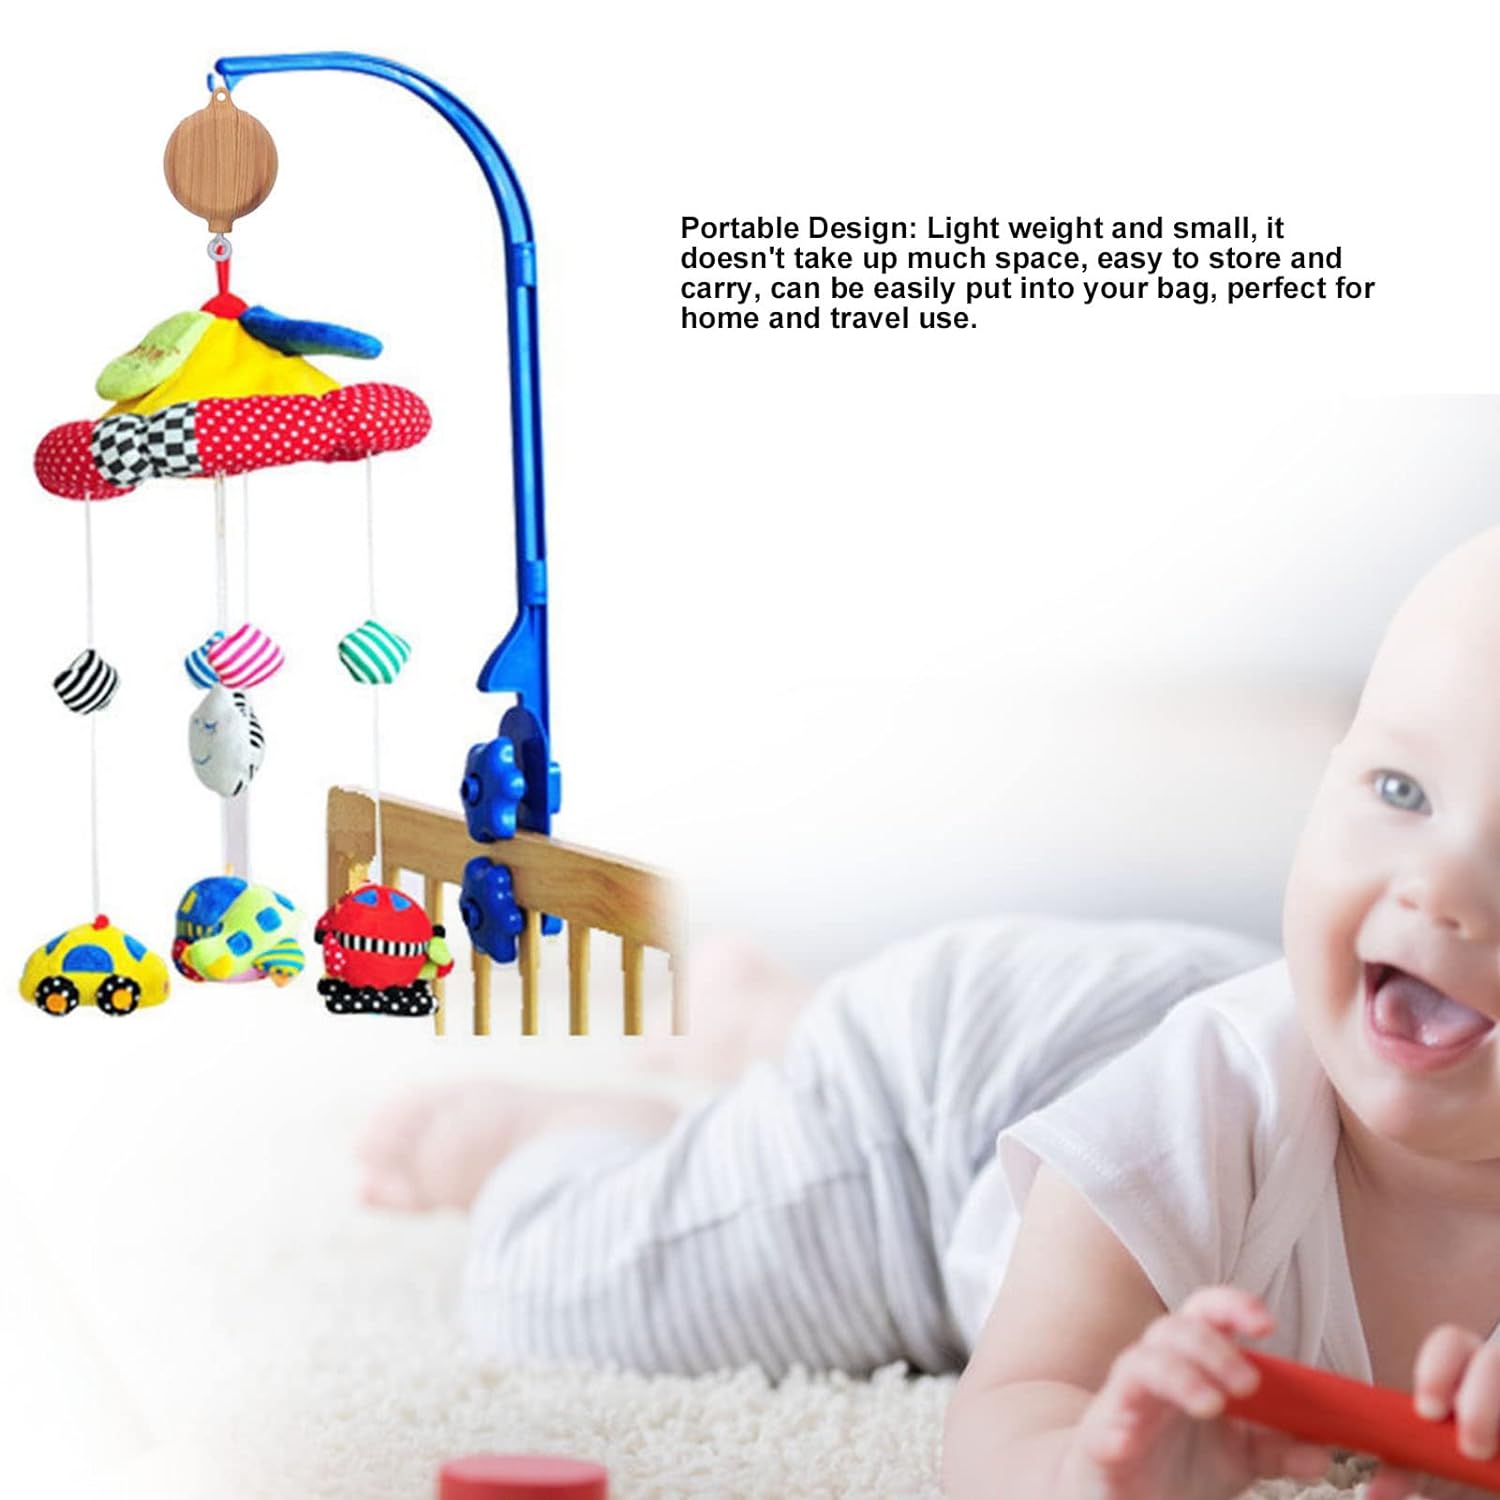 Portable Design: Light weight and small, it
doesn't take up much space, easy to store and
carry, can be easily put into your bag, perfect for
home and travel use.